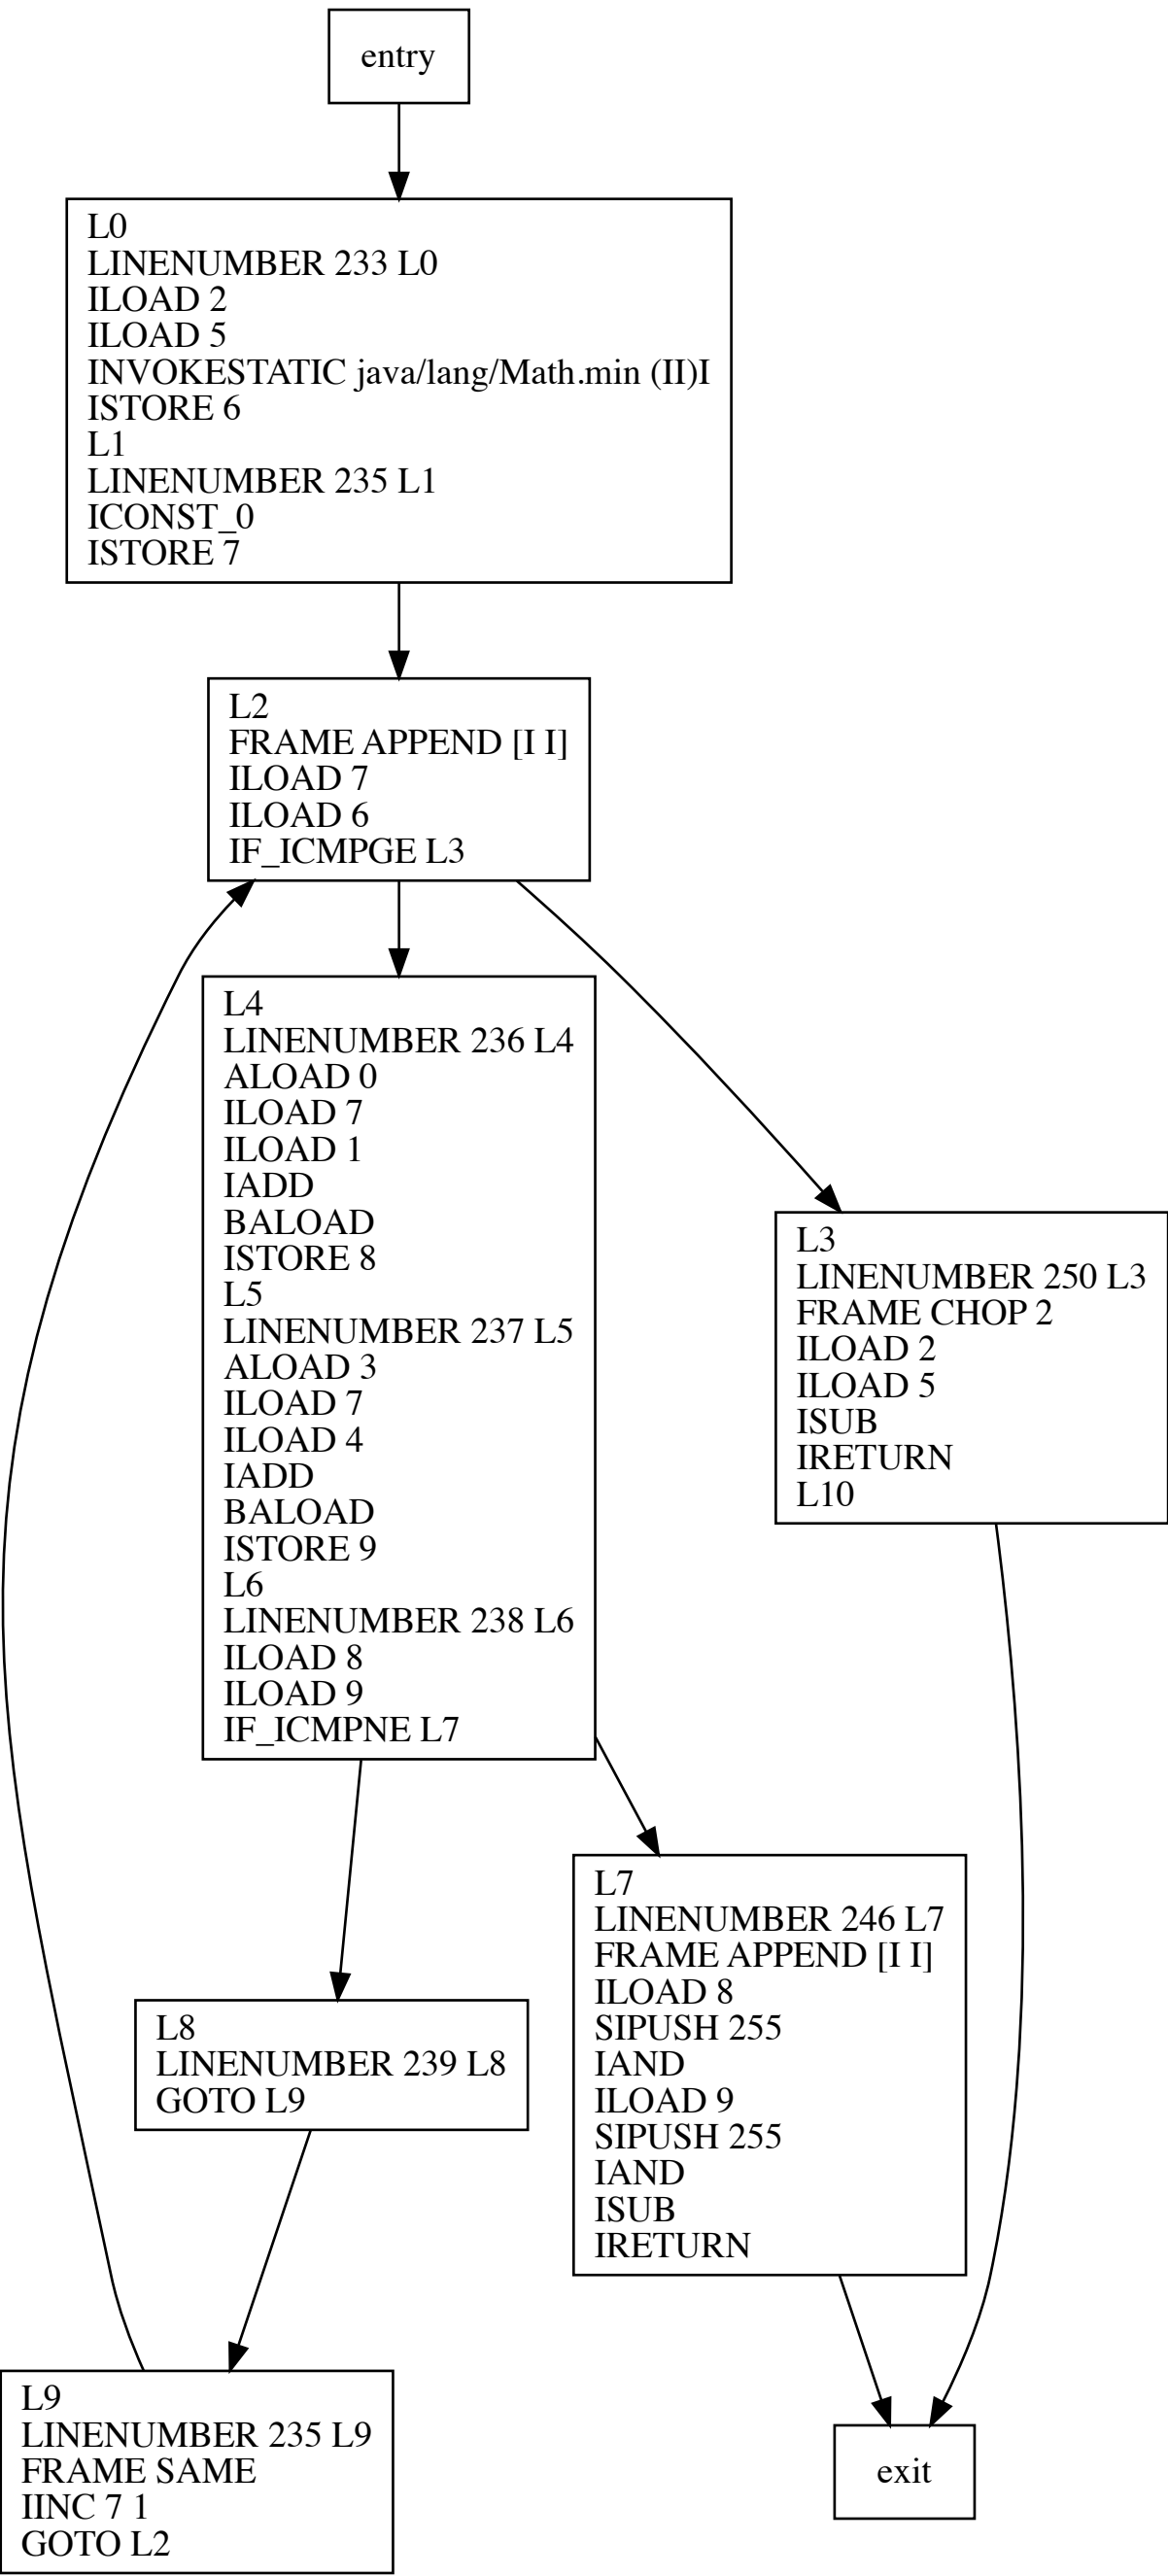 entry
L0
LINENUMBER 233 L0
ILOAD 2
ILOAD 5
INVOKESTATIC java/lang/Math.min (II)I
ISTORE 6
L1
LINENUMBER 235 L1
ICONST_0
ISTORE 7
L2
FRAME APPEND [I I]
ILOAD 7
ILOAD 6
IF_ICMPGE L3
L4
LINENUMBER 236 L4
ALOAD 0
ILOAD 7
ILOAD 1
IADD
BALOAD
ISTORE 8
L5
LINENUMBER 237 L5
ALOAD 3
ILOAD 7
ILOAD 4
IADD
BALOAD
ISTORE 9
L6
LINENUMBER 238 L6
ILOAD 8
ILOAD 9
IF_ICMPNE L7
L3
LINENUMBER 250 L3
FRAME CHOP 2
ILOAD 2
ILOAD 5
ISUB
IRETURN
L10
L7
LINENUMBER 246 L7
FRAME APPEND [I I]
ILOAD 8
SIPUSH 255
IAND
ILOAD 9
SIPUSH 255
IAND
ISUB
IRETURN
L8
LINENUMBER 239 L8
GOTO L9
L9
LINENUMBER 235 L9
FRAME SAME
IINC 7 1
GOTO L2
exit